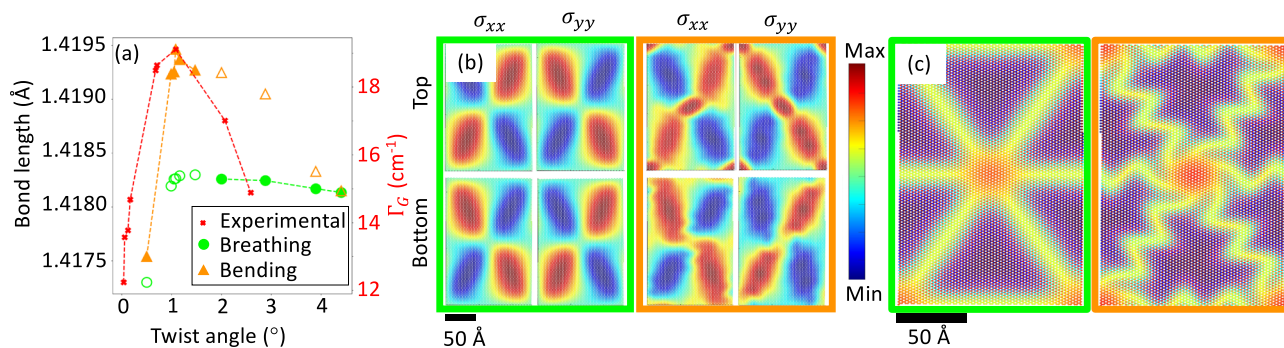 (a)
1.4195
1.4190
1.4185
1.4180
1.4175
Bond length (Å)
0
1
2
3
4
Twist angle (°)
18
16
14
12
Γ_G (cm⁻¹)
Experimental
Breathing
Bending
σ_xx σ_yy σ_xx σ_yy
(b)
Top
Bottom
50 Å
Max
Min
(c)
50 Å